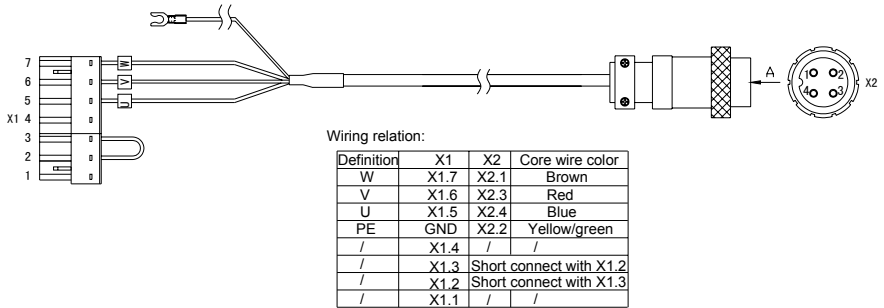 7
W
6
V
5
U
X1 4
3
2
1
A
1 2
4 3
X2
Wiring relation:
Definition X1 X2 Core wire color
W X1.7 X2.1 Brown
V X1.6 X2.3 Red
U X1.5 X2.4 Blue
PE GND X2.2 Yellow/green
/ X1.4 / /
/ X1.3 Short connect with X1.2
/ X1.2 Short connect with X1.3
/ X1.1 / /